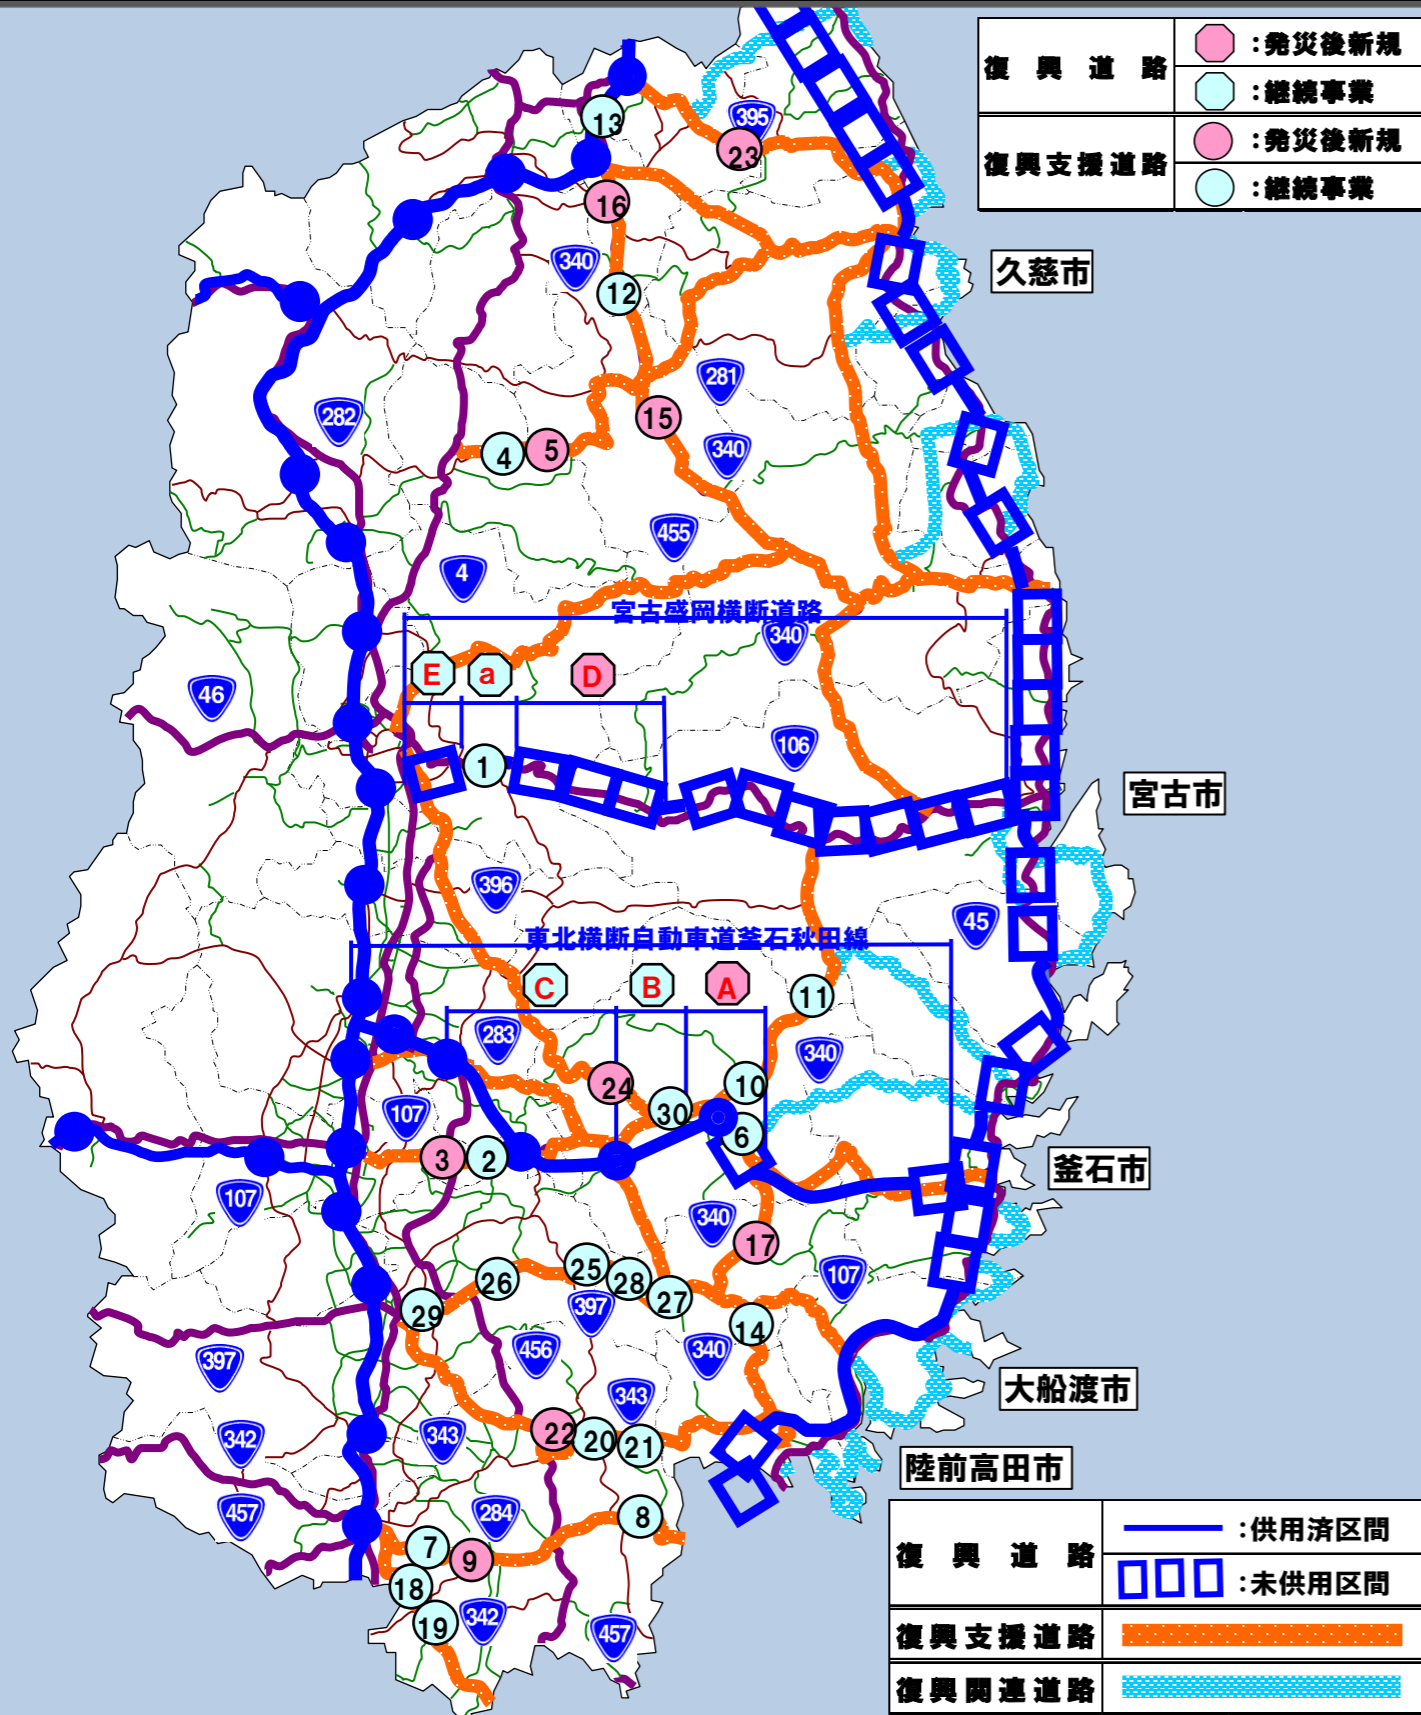 復興道路
：発災後新規
：継続事業
復興支援道路
：発災後新規
：継続事業
13
395
23
16
340
12
久慈市
281
282
15
4
5
340
455
4
宮古盛岡横断道路
340
E
a
D
46
106
1
宮古市
396
45
東北横断自動車道釜石秋田線
C
B
A
11
283
340
24
10
30
107
6
3
2
釜石市
107
340
17
107
26
25
28
27
29
397
14
456
340
397
大船渡市
343
22
20
21
343
342
陸前高田市
457
284
8
7
9
18
19
342
457
復興道路
：供用済区間
：未供用区間
復興支援道路
復興関連道路